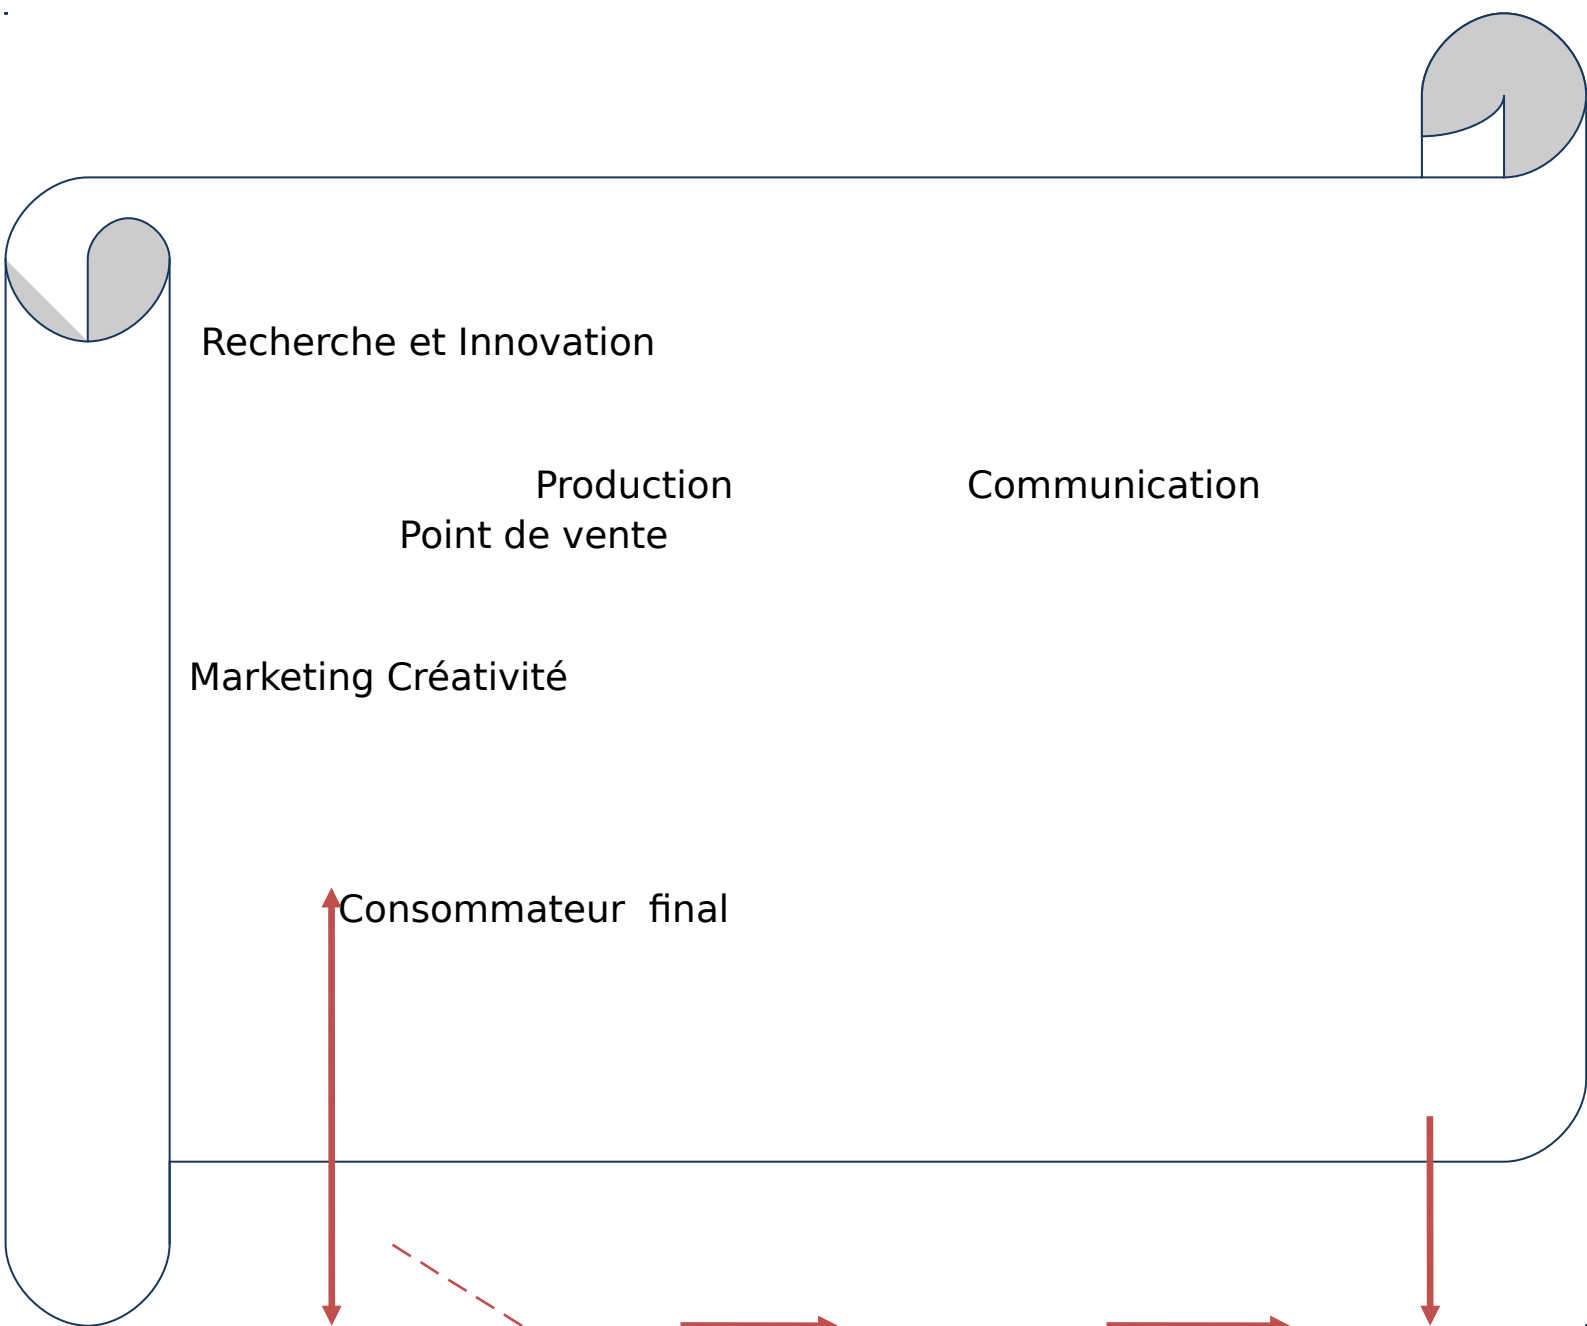 Recherche et Innovation
Production Communication
Point de vente
Marketing Créativité
Consommateur final